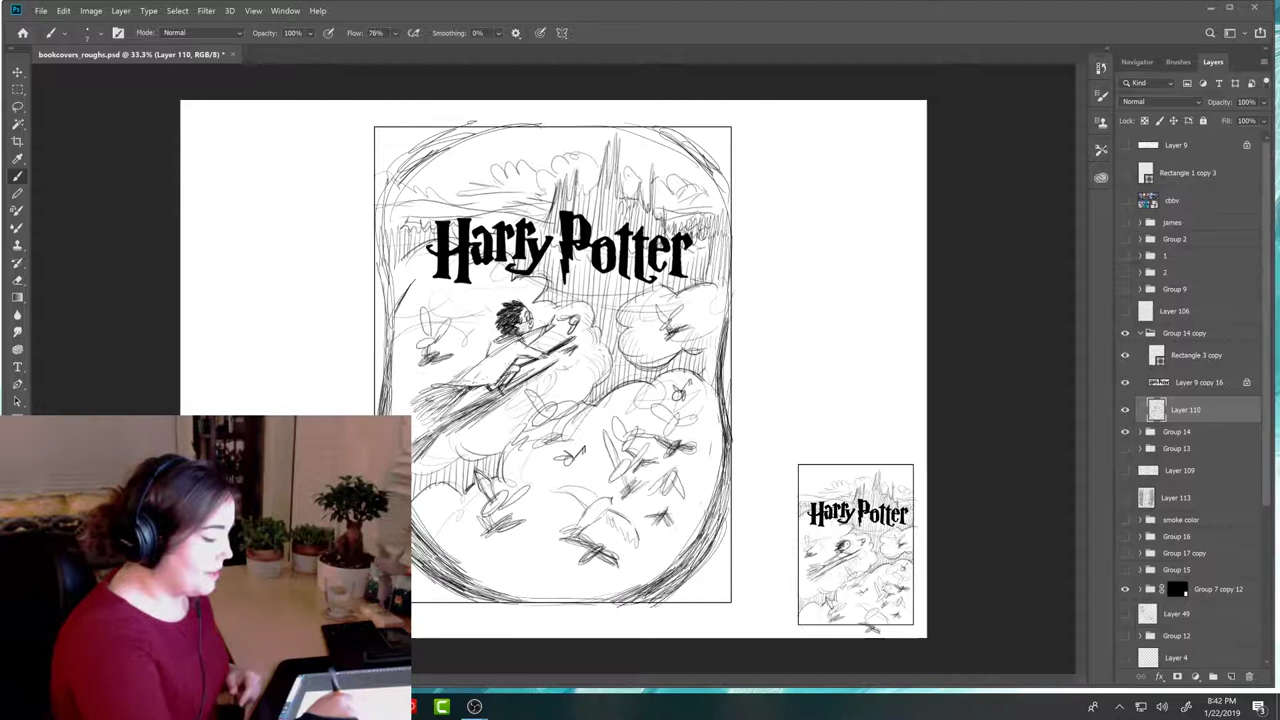 Ps File Edit Image Layer Type Select Filter 3D View Window Help
Mode: Normal Opacity: 100% Flow: 76% Smoothing: 0%
7
bookcovers_roughs.psd @ 33.3% (Layer 110, RGB/8) *
Navigator Brushes Layers
Kind
Normal Opacity: 100%
Lock: Fill: 100%
Layer 9
Rectangle 1 copy 3
cbbv
james
Group 2
1
2
Group 9
Layer 106
Group 14 copy
Rectangle 3 copy
Layer 9 copy 16
Layer 110
Group 14
Group 13
Layer 109
Layer 113
smoke color
Group 16
Group 17 copy
Group 15
Group 7 copy 12
Layer 49
Group 12
Layer 4
Harry Potter
Harry Potter
8:42 PM
1/22/2019